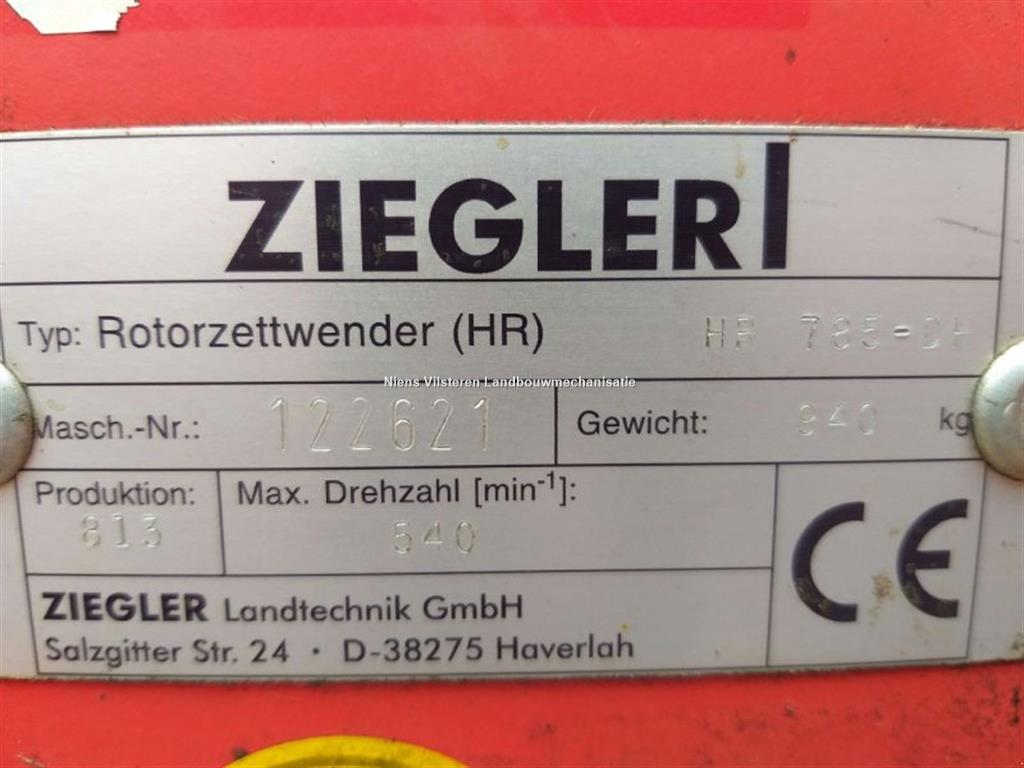 ZIEGLER
Typ: Rotorzettwender (HR) HR 785-DH
Niens Vilsteren Landbouwmechanisatie
Masch.-Nr.: 122621 Gewicht: 940 kg
Produktion: Max. Drehzahl [min⁻¹]:
813 540
CE
ZIEGLER Landtechnik GmbH
Salzgitter Str. 24 · D-38275 Haverlah